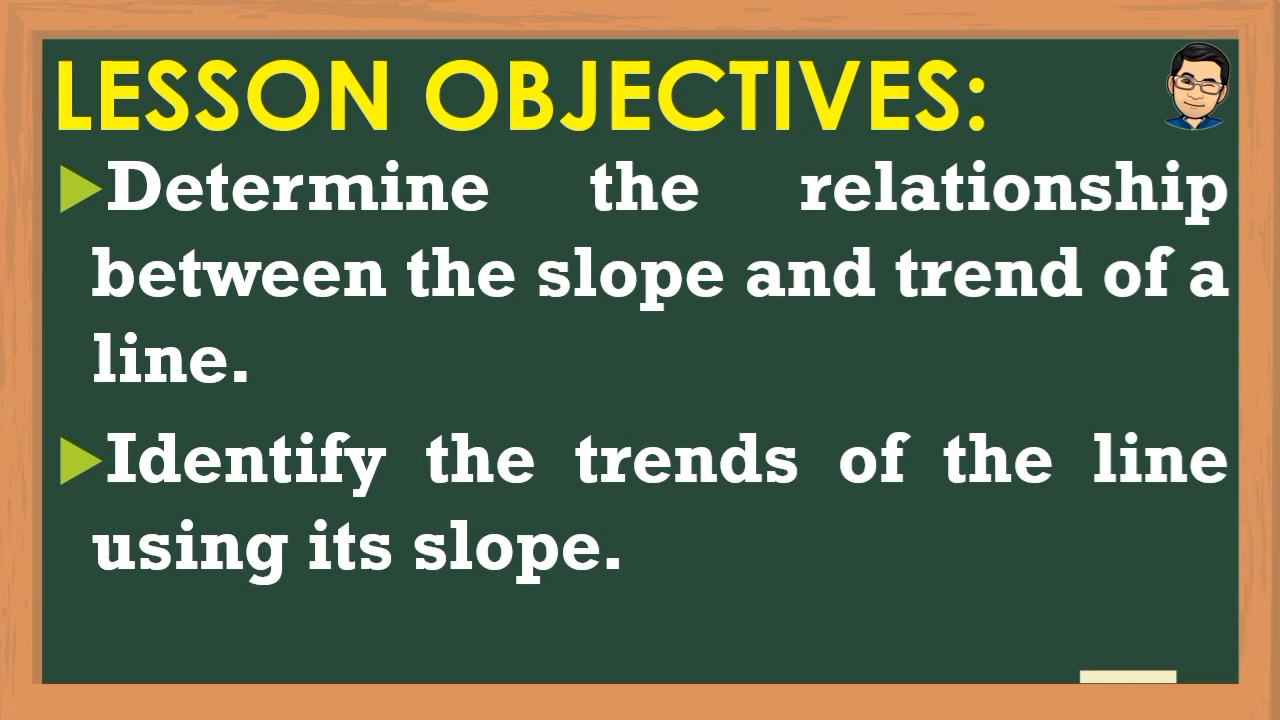 LESSON OBJECTIVES:
Determine the relationship
between the slope and trend of a
line.
Identify the trends of the line
using its slope.